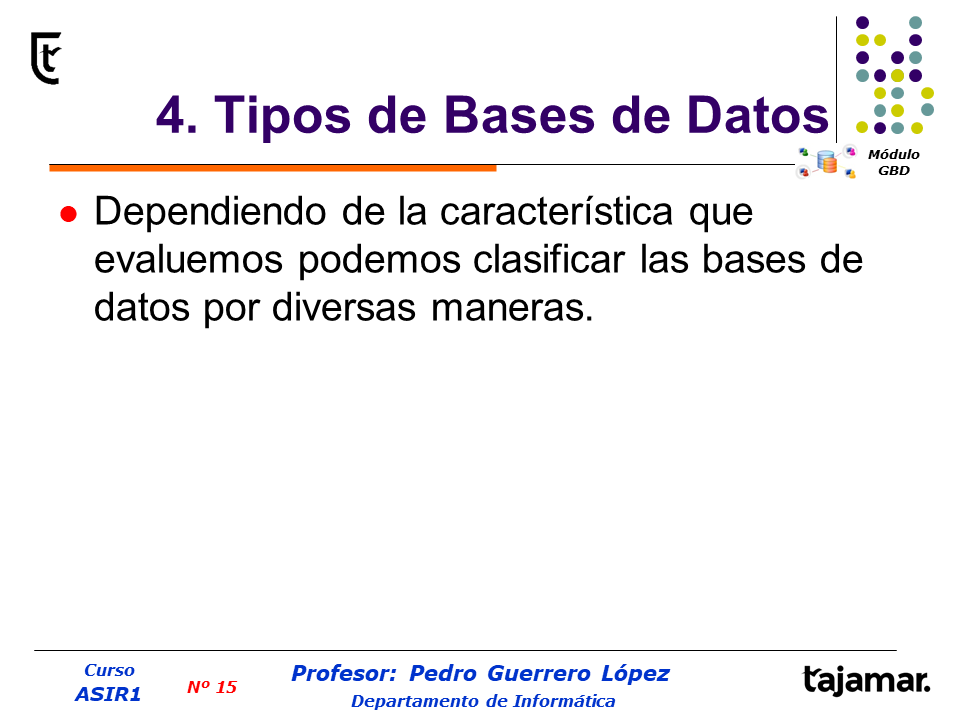 4. Tipos de Bases de Datos
Módulo
GBD
Dependiendo de la característica que
evaluemos podemos clasificar las bases de
datos por diversas maneras.
Curso
ASIR1
Nº 15
Profesor: Pedro Guerrero López
Departamento de Informática
tajamar.